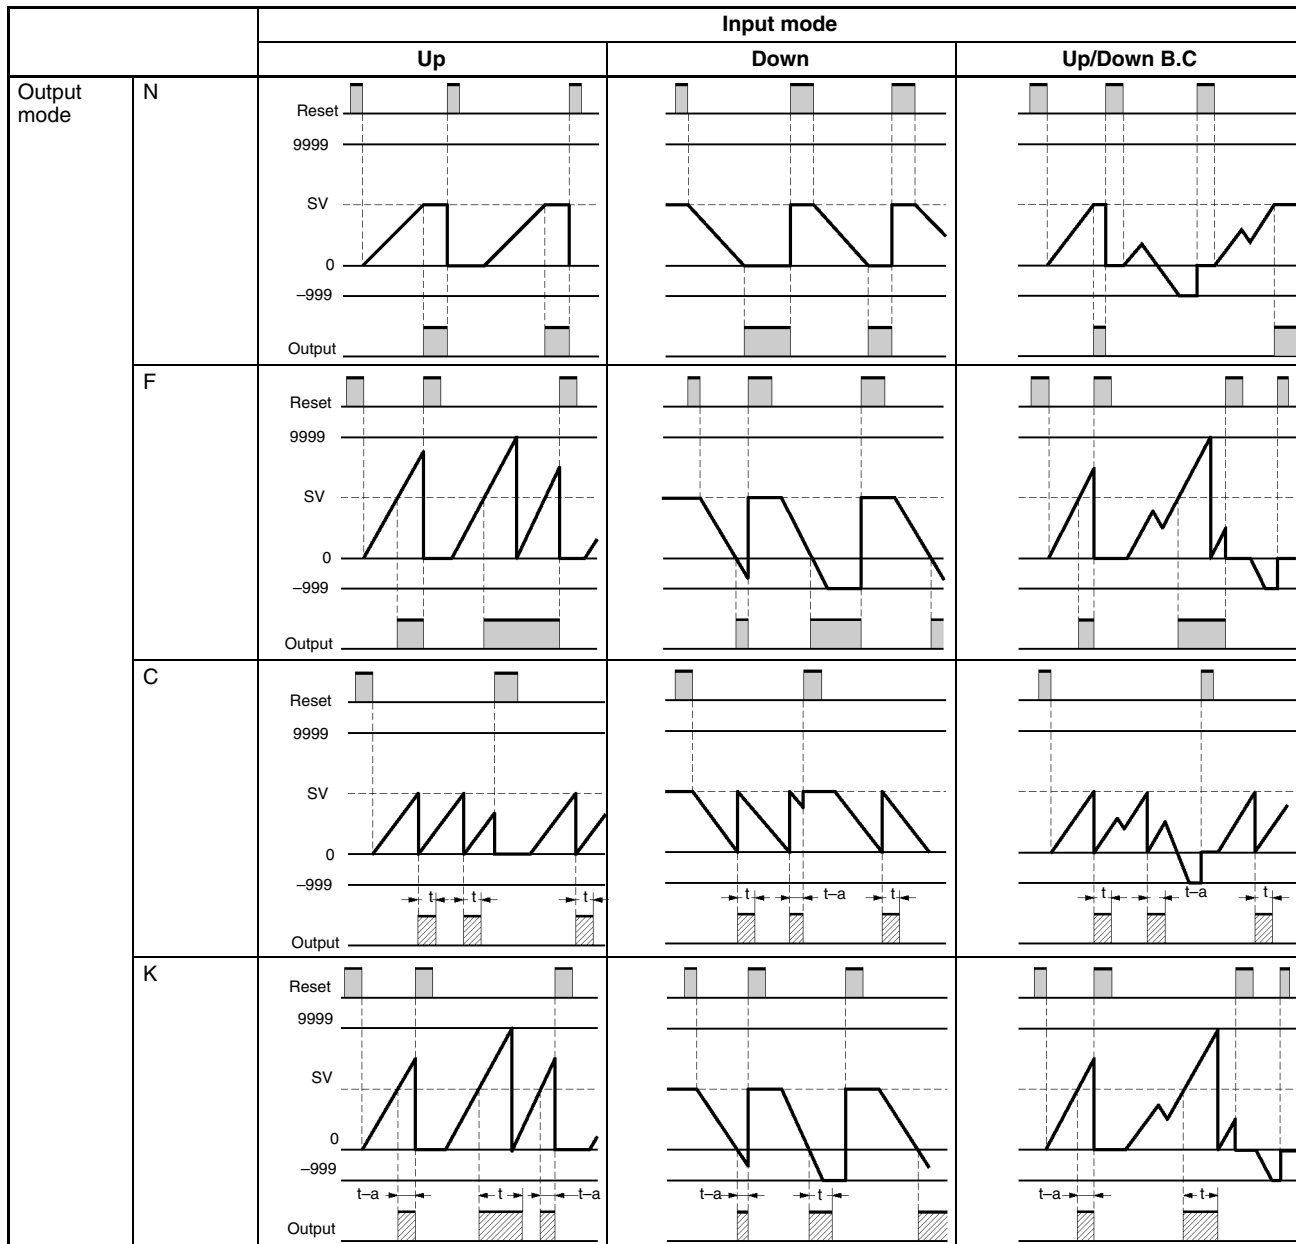 Input mode
Up Down Up/Down B.C
Output mode
N
Reset
9999
SV
0
–999
Output
F
Reset
9999
SV
0
–999
Output
C
Reset
9999
SV
0
–999
t t t
t t–a t
t t–a t
Output
K
Reset
9999
SV
0
–999
t–a t t–a
t–a t
t–a t
Output